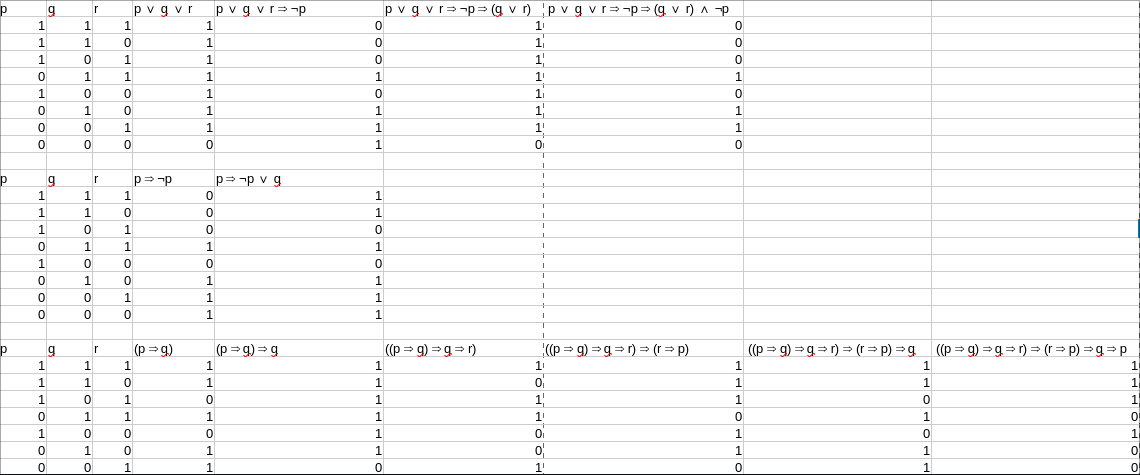 p g r p ∨ g ∨ r p ∨ g ∨ r ⇒ ¬p p ∨ g ∨ r ⇒ ¬p ⇒ (g ∨ r) p ∨ g ∨ r ⇒ ¬p ⇒ (g ∨ r) ∧ ¬p
1 1 1 1 0 1 0
1 1 0 1 0 1 0
1 0 1 1 0 1 0
0 1 1 1 1 1 1
1 0 0 1 0 1 0
0 1 0 1 1 1 1
0 0 1 1 1 1 1
0 0 0 0 1 0 0
p g r p ⇒ ¬p p ⇒ ¬p ∨ g
1 1 1 0 1
1 1 0 0 0
1 0 1 0 0
0 1 1 1 1
1 0 0 0 0
0 1 0 1 1
0 0 1 1 1
0 0 0 1 1
p g r (p ⇒ g) (p ⇒ g) ⇒ g ((p ⇒ g) ⇒ g ⇒ r) ((p ⇒ g) ⇒ g ⇒ r) ⇒ (r ⇒ p) ((p ⇒ g) ⇒ g ⇒ r) ⇒ (r ⇒ p) ⇒ g ((p ⇒ g) ⇒ g ⇒ r) ⇒ (r ⇒ p) ⇒ g ⇒ p
1 1 1 1 1 1 1 1 1
1 1 0 1 1 0 1 1 1
1 0 1 1 1 1 1 0 1
0 1 1 1 1 1 0 1 0
1 0 0 0 1 0 1 0 1
0 1 0 1 1 0 1 1 0
0 0 1 1 0 1 0 1 0